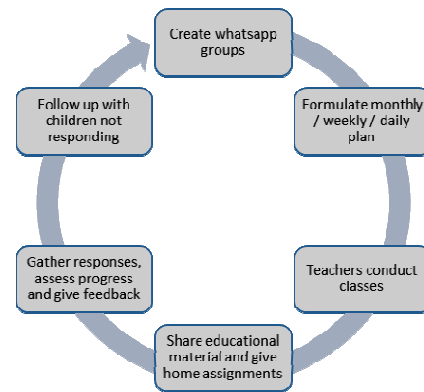 Create whatsapp
groups
Formulate monthly
/ weekly / daily
plan
Teachers conduct
classes
Share educational
material and give
home assignments
Gather responses,
assess progress
and give feedback
Follow up with
children not
responding